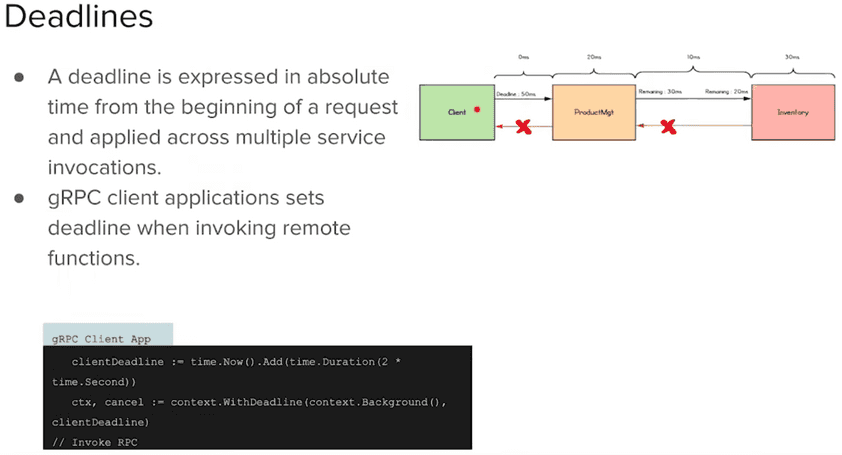 Deadlines
● A deadline is expressed in absolute
time from the beginning of a request
and applied across multiple service
invocations.
● gRPC client applications sets
deadline when invoking remote
functions.
0ms 20ms 10ms 30ms
Client
Deadline : 50ms
ProductMgt
Remaining : 30ms
Remaining : 20ms
Inventory
gRPC Client App
clientDeadline := time.Now().Add(time.Duration(2 *
time.Second))
ctx, cancel := context.WithDeadline(context.Background(),
clientDeadline)
// Invoke RPC